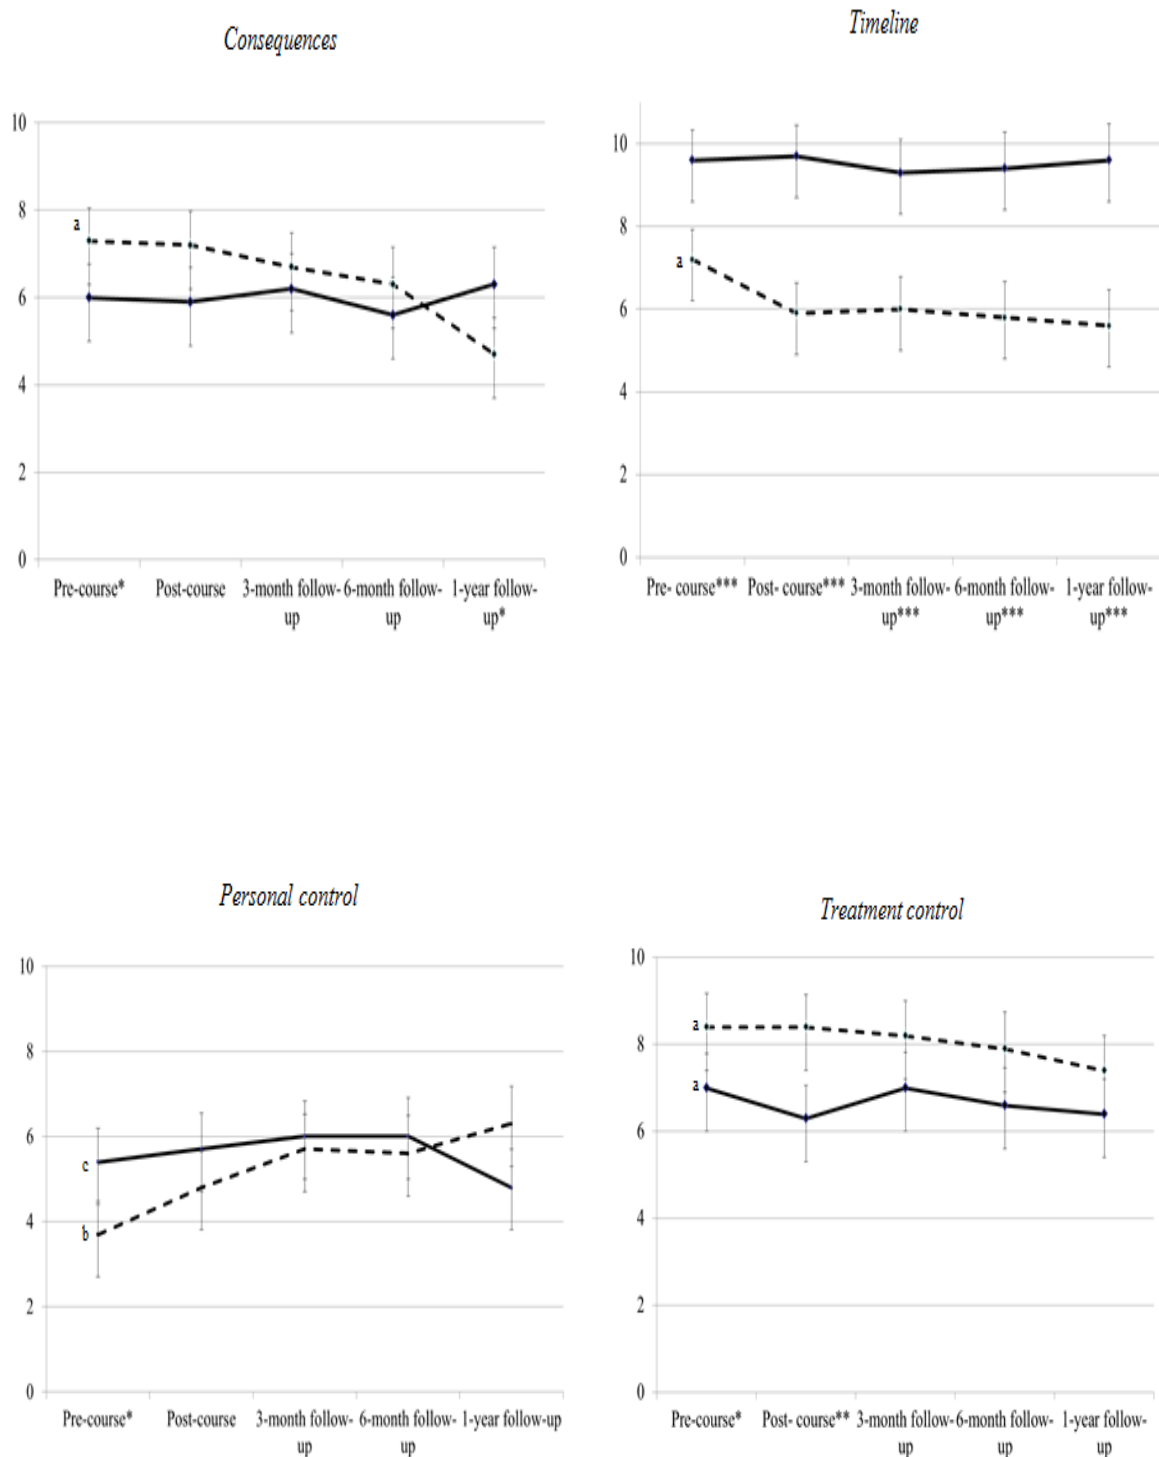 Consequences
10
8
a
6
4
2
0
Pre-course* Post-course 3-month follow- 6-month follow- 1-year follow-
up up up*
Timeline
10
8
a
6
4
2
0
Pre- course*** Post- course*** 3-month follow- 6-month follow- 1-year follow-
up*** up*** up***
Personal control
10
8
6
c
4
b
2
0
Pre-course* Post-course 3-month follow- 6-month follow- 1-year follow-up
up up
Treatment control
10
a
8
a
6
4
2
0
Pre-course* Post- course** 3-month follow- 6-month follow- 1-year follow-
up up up